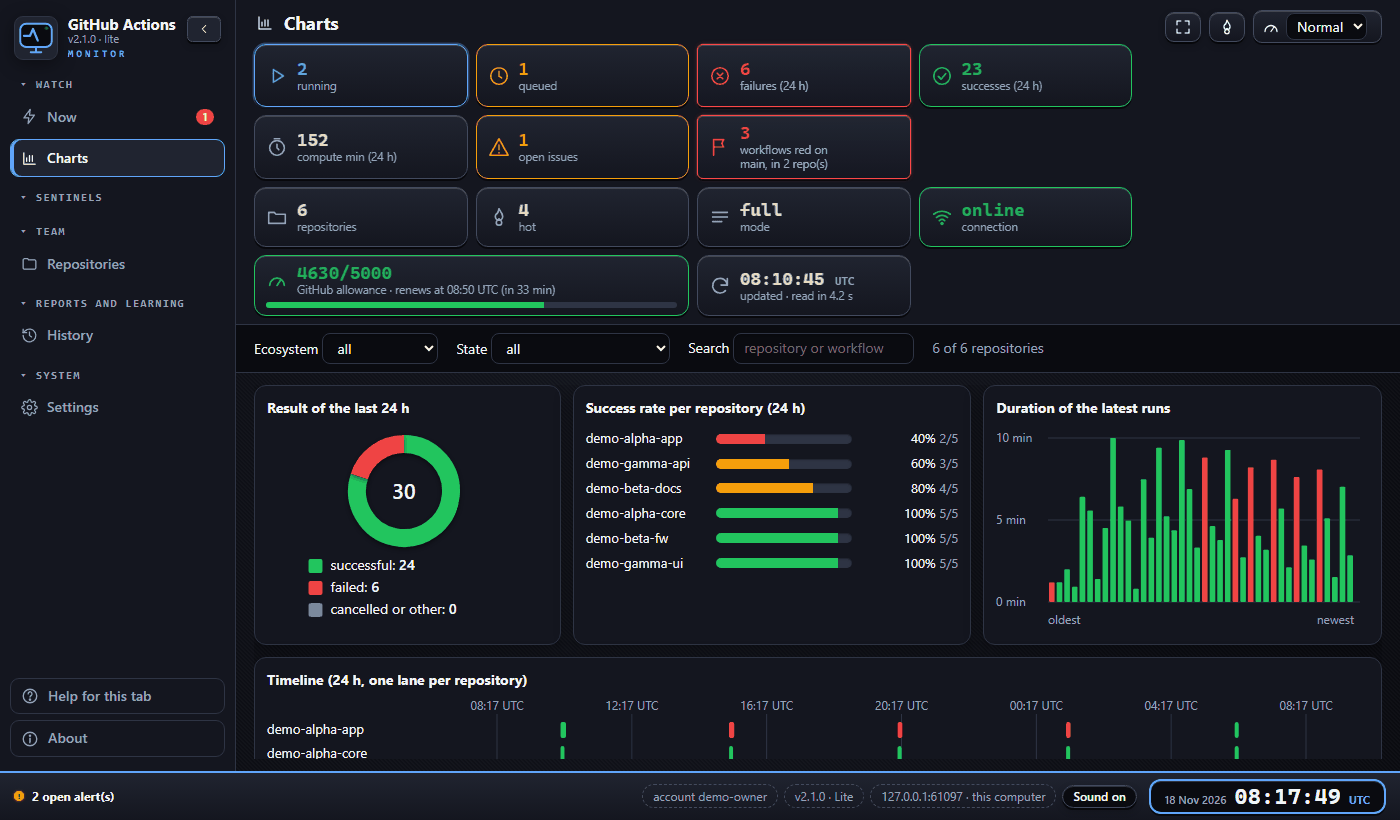 GitHub Actions
v2.1.0 · lite
MONITOR
WATCH
Now
1
Charts
SENTINELS
TEAM
Repositories
REPORTS AND LEARNING
History
SYSTEM
Settings
Help for this tab
About
Charts
Normal
2
running
1
queued
6
failures (24 h)
23
successes (24 h)
152
compute min (24 h)
1
open issues
3
workflows red on
main, in 2 repo(s)
6
repositories
4
hot
full
mode
online
connection
4630/5000
GitHub allowance · renews at 08:50 UTC (in 33 min)
08:10:45 UTC
updated · read in 4.2 s
Ecosystem all State all Search repository or workflow 6 of 6 repositories
Result of the last 24 h
30
successful: 24
failed: 6
cancelled or other: 0
Success rate per repository (24 h)
demo-alpha-app 40% 2/5
demo-gamma-api 60% 3/5
demo-beta-docs 80% 4/5
demo-alpha-core 100% 5/5
demo-beta-fw 100% 5/5
demo-gamma-ui 100% 5/5
Duration of the latest runs
10 min
5 min
0 min
oldest newest
Timeline (24 h, one lane per repository)
08:17 UTC 12:17 UTC 16:17 UTC 20:17 UTC 00:17 UTC 04:17 UTC 08:17 UTC
demo-alpha-app
demo-alpha-core
2 open alert(s)
account demo-owner
v2.1.0 · Lite
127.0.0.1:61097 · this computer
Sound on
18 Nov 2026 08:17:49 UTC